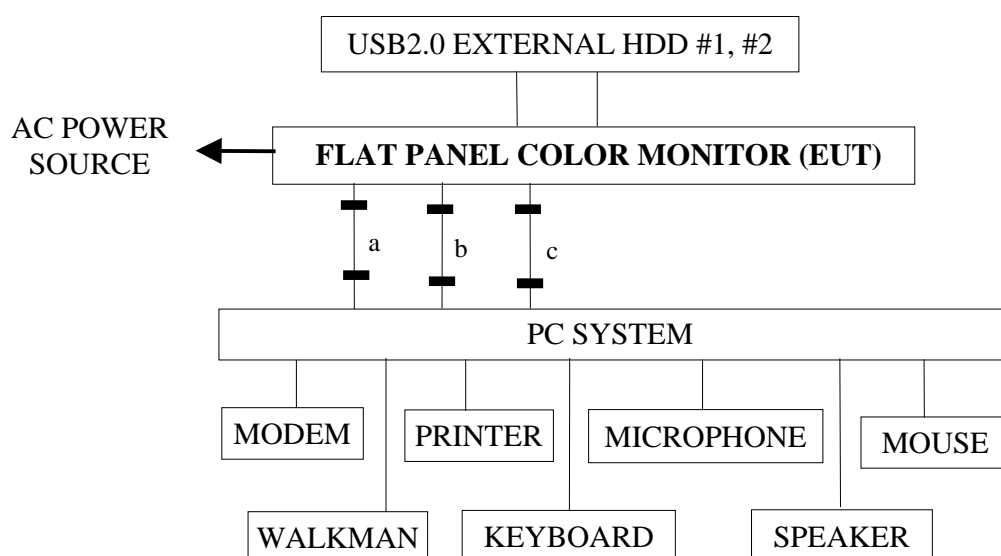 USB2.0 EXTERNAL HDD #1, #2
AC POWER
SOURCE
FLAT PANEL COLOR MONITOR (EUT)
a
b
c
PC SYSTEM
MODEM
PRINTER
MICROPHONE
MOUSE
WALKMAN
KEYBOARD
SPEAKER